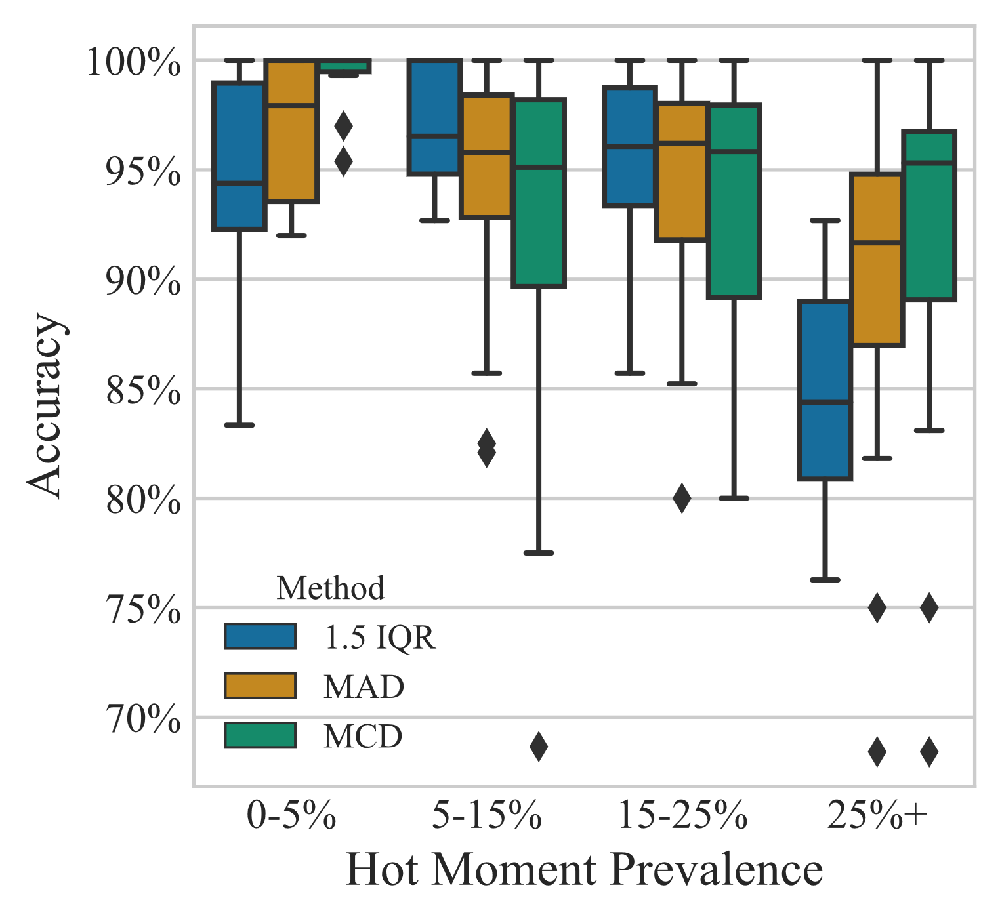 100%
95%
90%
85%
80%
75%
70%
Accuracy
Method
1.5 IQR
MAD
MCD
0-5%
5-15%
15-25%
25%+
Hot Moment Prevalence